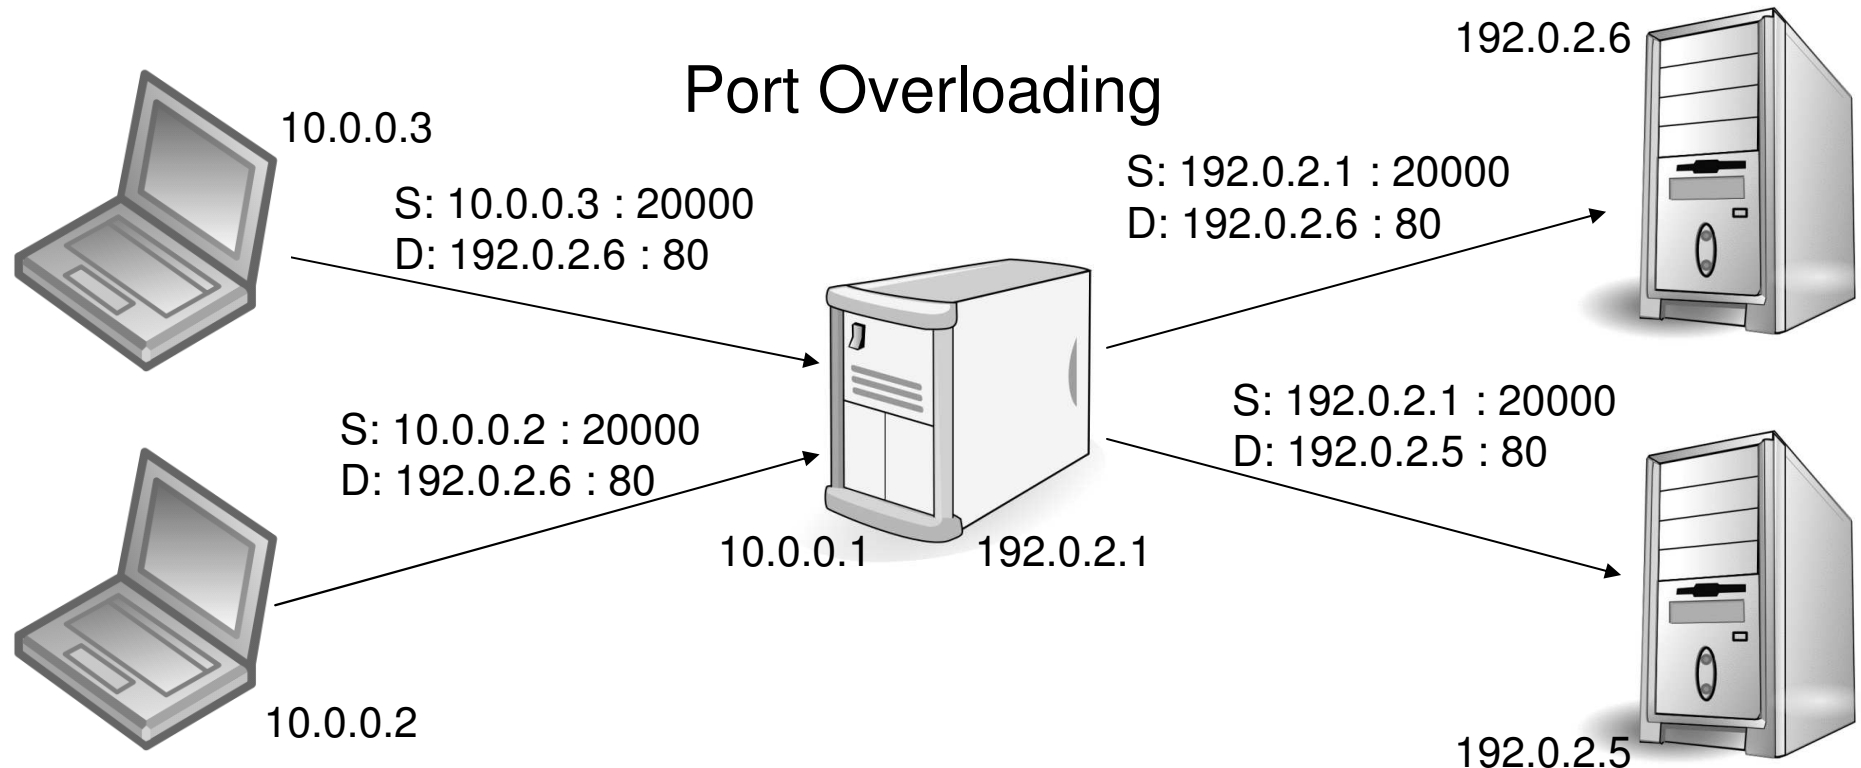 Port Overloading
192.0.2.6
10.0.0.3
S: 10.0.0.3 : 20000
D: 192.0.2.6 : 80
S: 192.0.2.1 : 20000
D: 192.0.2.6 : 80
S: 10.0.0.2 : 20000
D: 192.0.2.6 : 80
S: 192.0.2.1 : 20000
D: 192.0.2.5 : 80
10.0.0.1
192.0.2.1
10.0.0.2
192.0.2.5